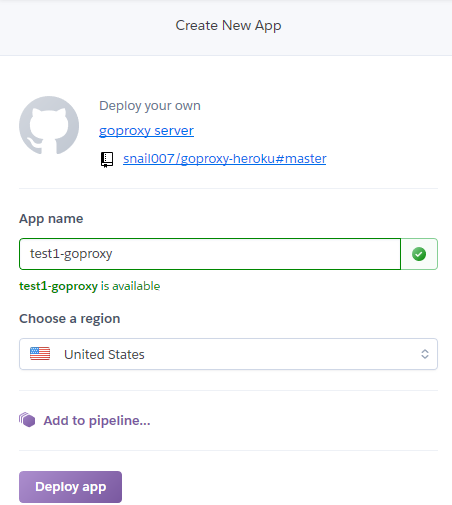 Create New App
Deploy your own
goproxy server
snail007/goproxy-heroku#master
App name
test1-goproxy
test1-goproxy is available
Choose a region
United States
Add to pipeline...
Deploy app